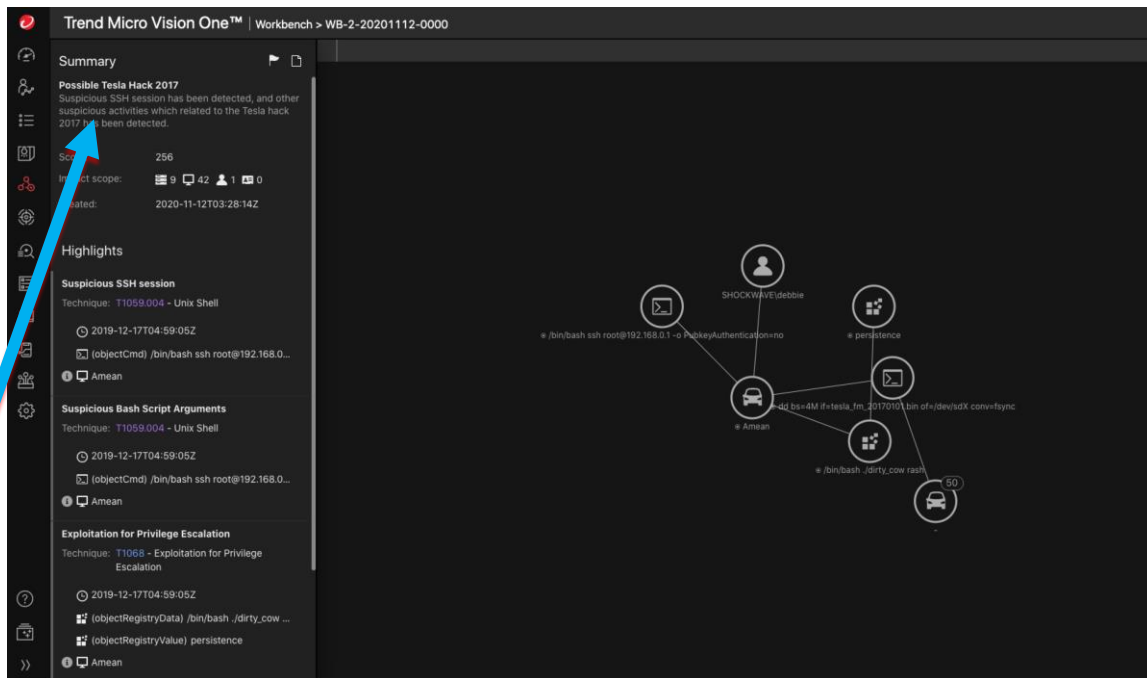 Trend Micro Vision One™ | Workbench > WB-2-20201112-0000
Summary
Possible Tesla Hack 2017
Suspicious SSH session has been detected, and other
suspicious activities which related to the Tesla hack
2017 has been detected.
256
scope: 9 42 1 0
2020-11-12T03:28:14Z
Highlights
Suspicious SSH session
Technique: T1059.004 - Unix Shell
2019-12-17T04:59:05Z
(objectCmd) /bin/bash ssh root@192.168.0...
Amean
Suspicious Bash Script Arguments
Technique: T1059.004 - Unix Shell
2019-12-17T04:59:05Z
(objectCmd) /bin/bash ssh root@192.168.0...
Amean
Exploitation for Privilege Escalation
Technique: T1068 - Exploitation for Privilege
Escalation
2019-12-17T04:59:05Z
(objectRegistryData) /bin/bash ./dirty_cow ...
(objectRegistryValue) persistence
Amean
SHOCKWAVE\debbie
/bin/bash ssh root@192.168.0.1 -o PubkeyAuthentication=no
persistence
dd bs=4M if=tesla_fm_20170101.bin of=/dev/sdX conv=fsync
Amean
/bin/bash ./dirty_cow rash
50